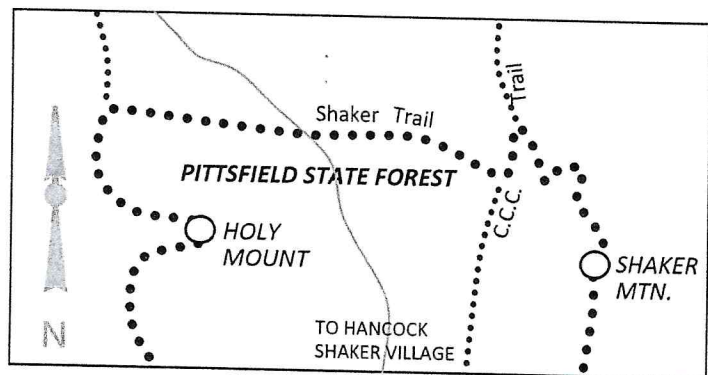 Shaker Trail
Trail
PITTSFIELD STATE FOREST
C.C.C.
HOLY
MOUNT
SHAKER
MTN.
TO HANCOCK
SHAKER VILLAGE
N